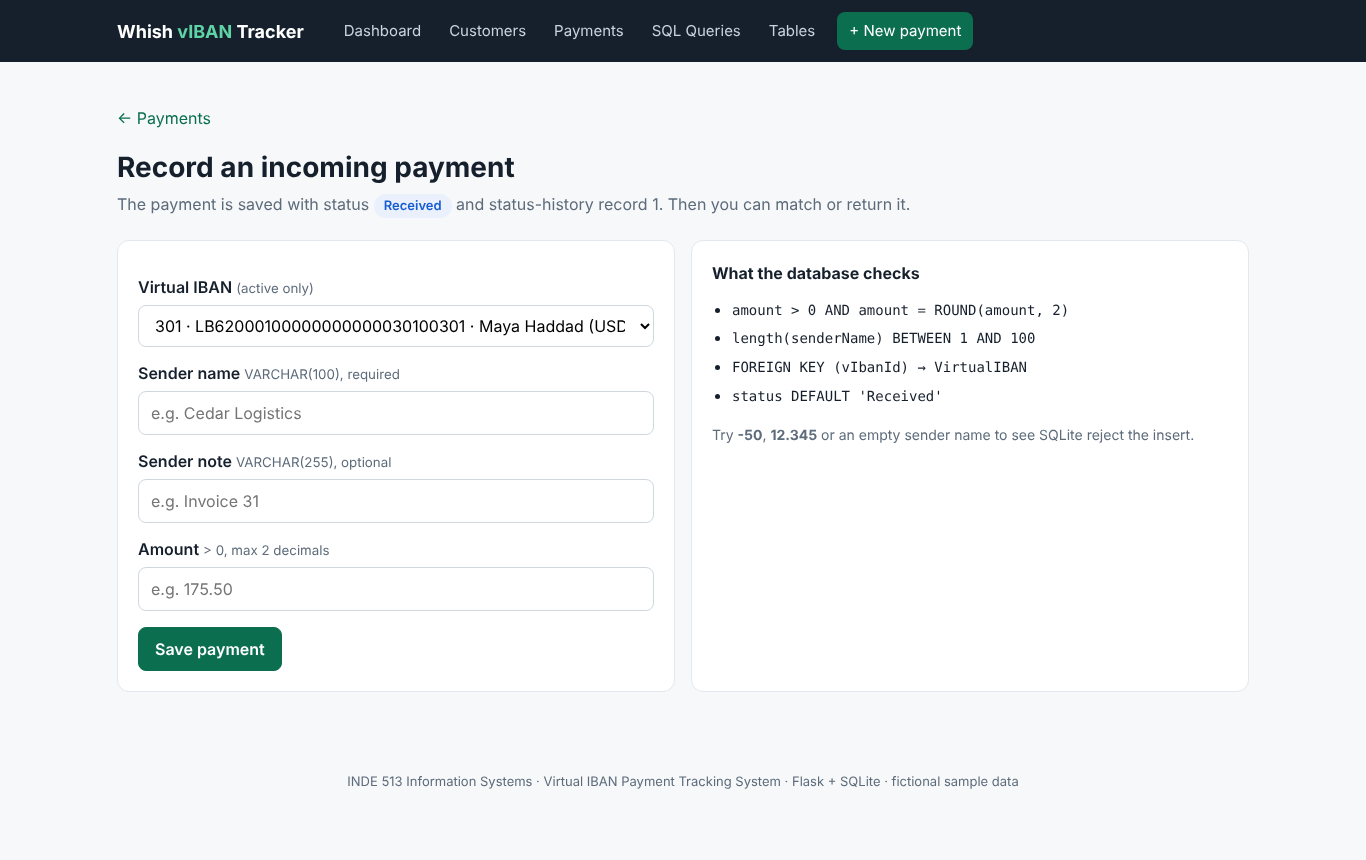 Whish vIBAN Tracker
Dashboard
Customers
Payments
SQL Queries
Tables
+ New payment
← Payments
Record an incoming payment
The payment is saved with status Received and status-history record 1. Then you can match or return it.
Virtual IBAN (active only)
301 · LB62000100000000000030100301 · Maya Haddad (USD
Sender name VARCHAR(100), required
e.g. Cedar Logistics
Sender note VARCHAR(255), optional
e.g. Invoice 31
Amount > 0, max 2 decimals
e.g. 175.50
Save payment
What the database checks
• amount > 0 AND amount = ROUND(amount, 2)
• length(senderName) BETWEEN 1 AND 100
• FOREIGN KEY (vIbanId) → VirtualIBAN
• status DEFAULT 'Received'
Try -50, 12.345 or an empty sender name to see SQLite reject the insert.
INDE 513 Information Systems · Virtual IBAN Payment Tracking System · Flask + SQLite · fictional sample data